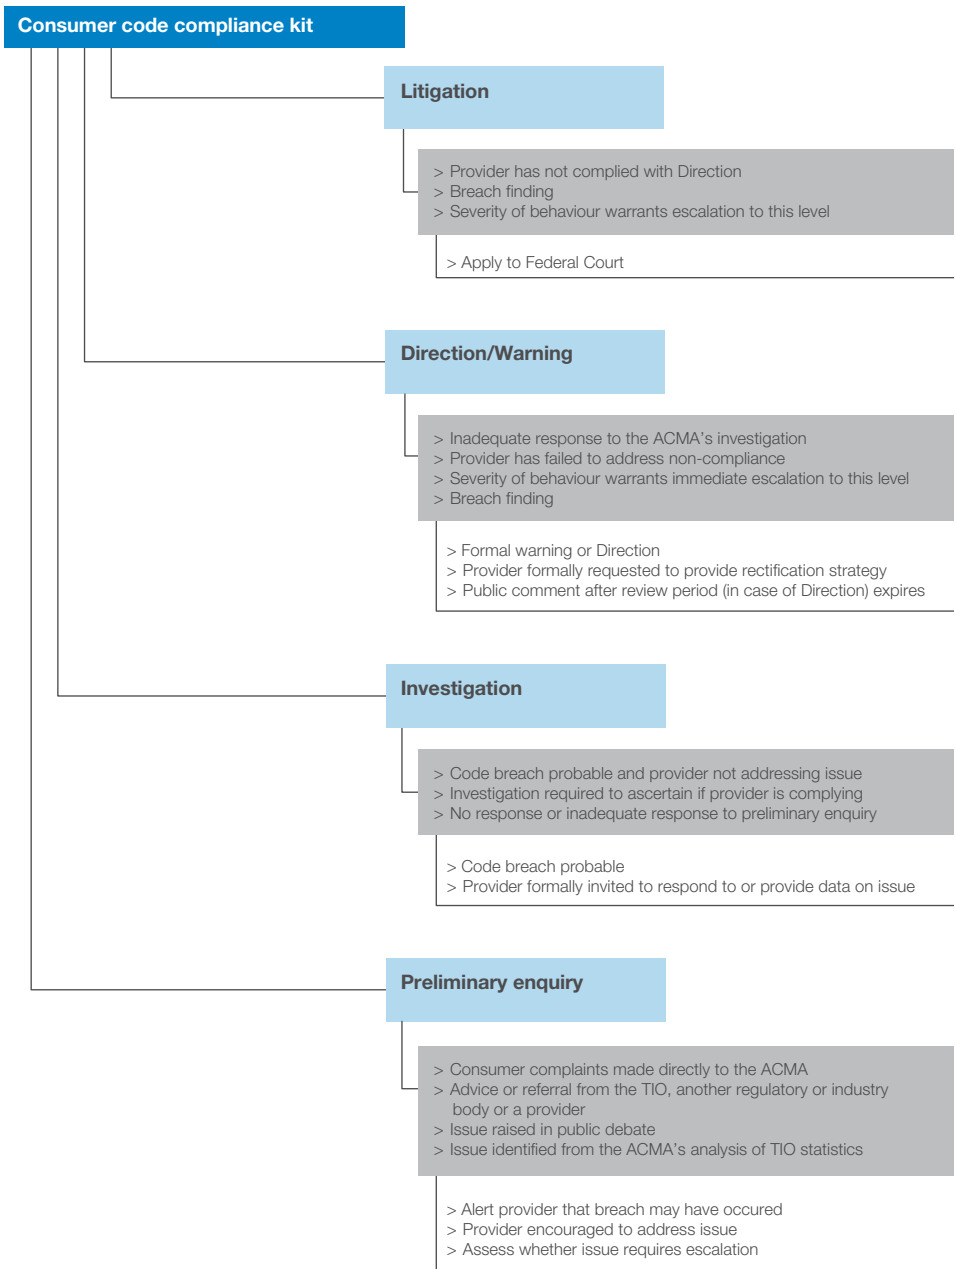 Consumer code compliance kit
Litigation
> Provider has not complied with Direction
> Breach finding
> Severity of behaviour warrants escalation to this level
> Apply to Federal Court
Direction/Warning
> Inadequate response to the ACMA's investigation
> Provider has failed to address non-compliance
> Severity of behaviour warrants immediate escalation to this level
> Breach finding
> Formal warning or Direction
> Provider formally requested to provide rectification strategy
> Public comment after review period (in case of Direction) expires
Investigation
> Code breach probable and provider not addressing issue
> Investigation required to ascertain if provider is complying
> No response or inadequate response to preliminary enquiry
> Code breach probable
> Provider formally invited to respond to or provide data on issue
Preliminary enquiry
> Consumer complaints made directly to the ACMA
> Advice or referral from the TIO, another regulatory or industry
body or a provider
> Issue raised in public debate
> Issue identified from the ACMA's analysis of TIO statistics
> Alert provider that breach may have occured
> Provider encouraged to address issue
> Assess whether issue requires escalation